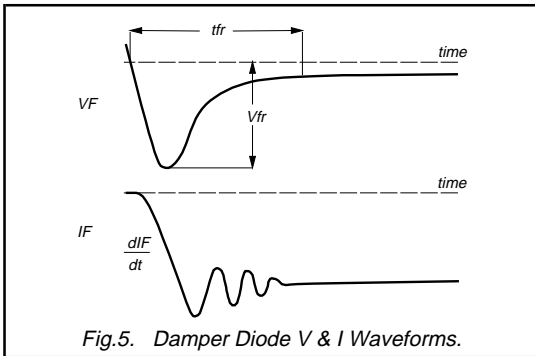 tfr
time
VF
Vfr
time
IF
dIF
dt
Fig.5. Damper Diode V & I Waveforms.